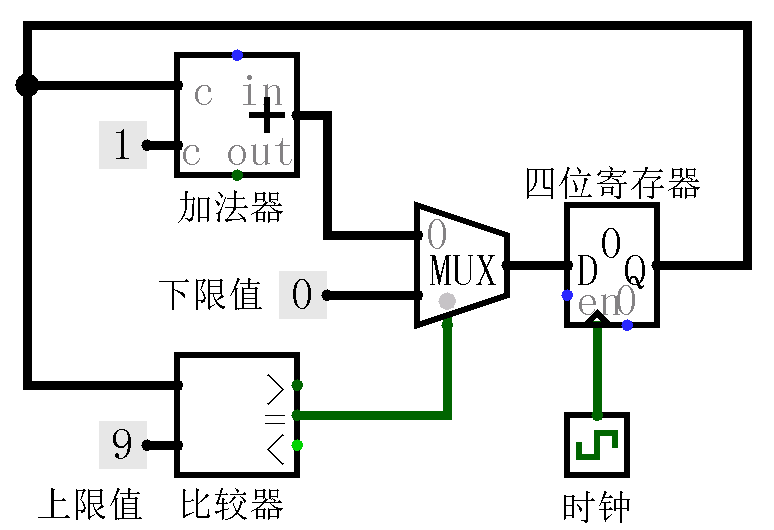 c in
1
+
c out
加法器
四位寄存器
0
MUX
D
0
Q
en
0
下限值
0
>
=
<
9
上限值
比较器
时钟